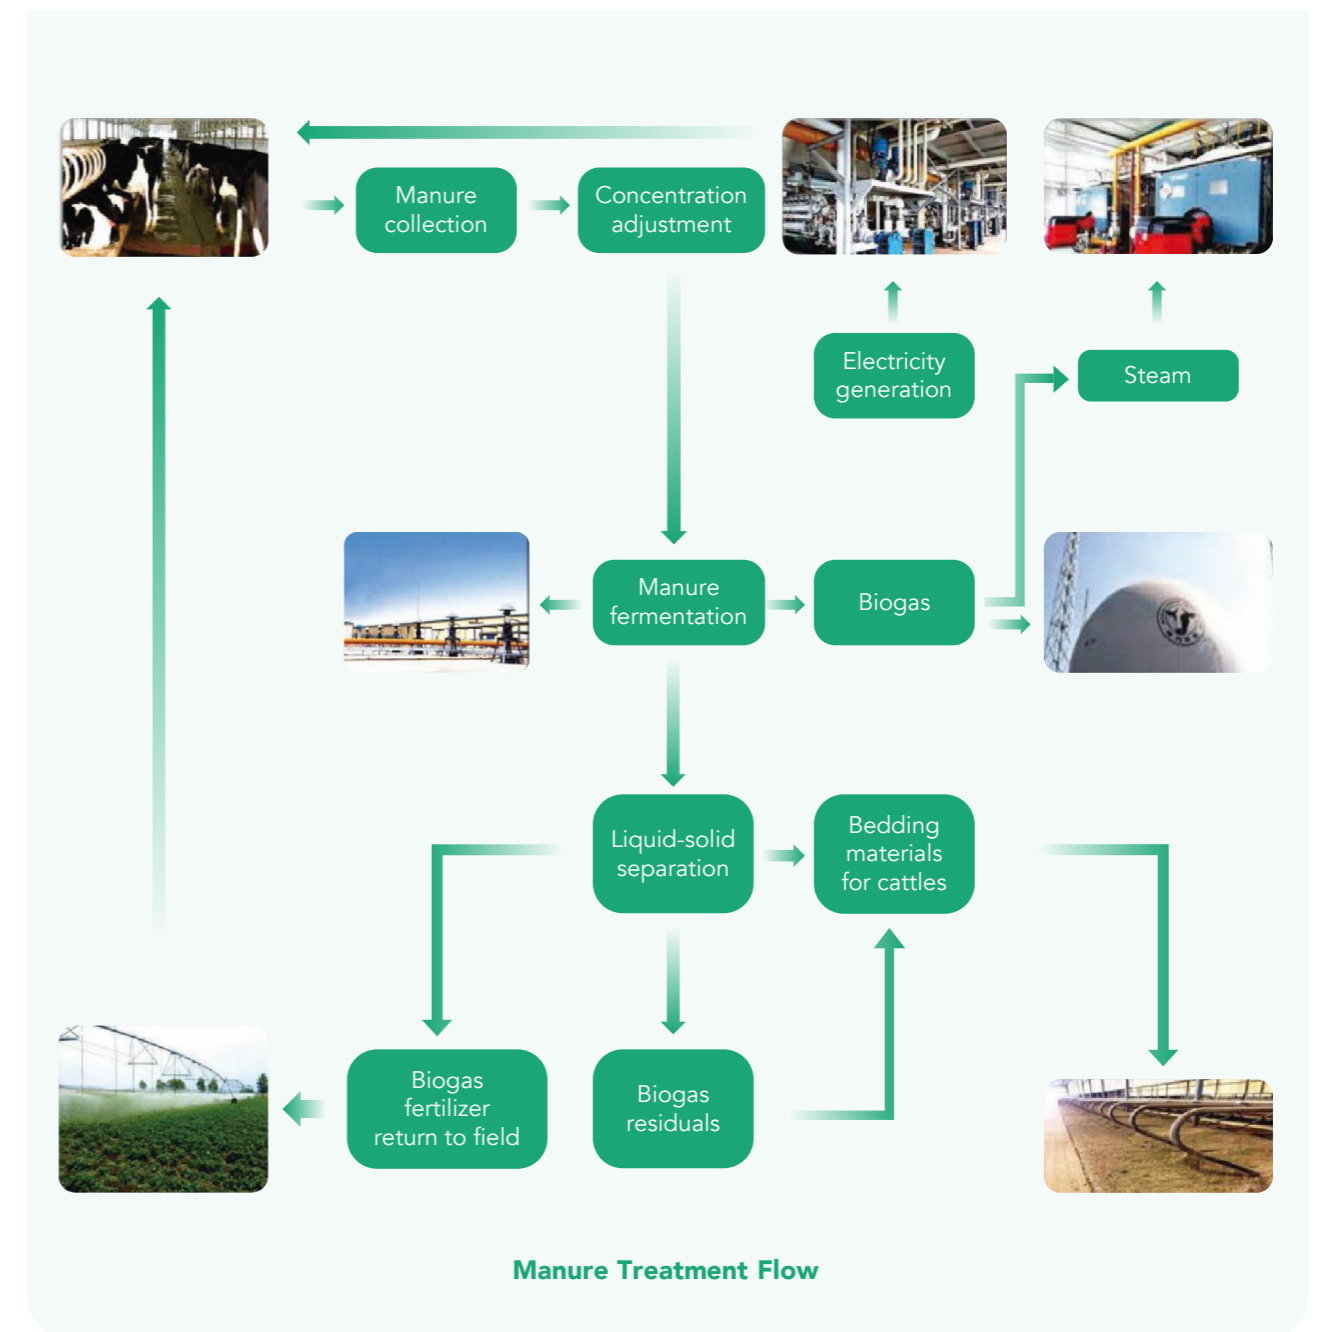 Manure
collection
Concentration
adjustment
Electricity
generation
Steam
Manure
fermentation
Biogas
Liquid-solid
separation
Bedding
materials
for cattles
Biogas
fertilizer
return to field
Biogas
residuals
Manure Treatment Flow